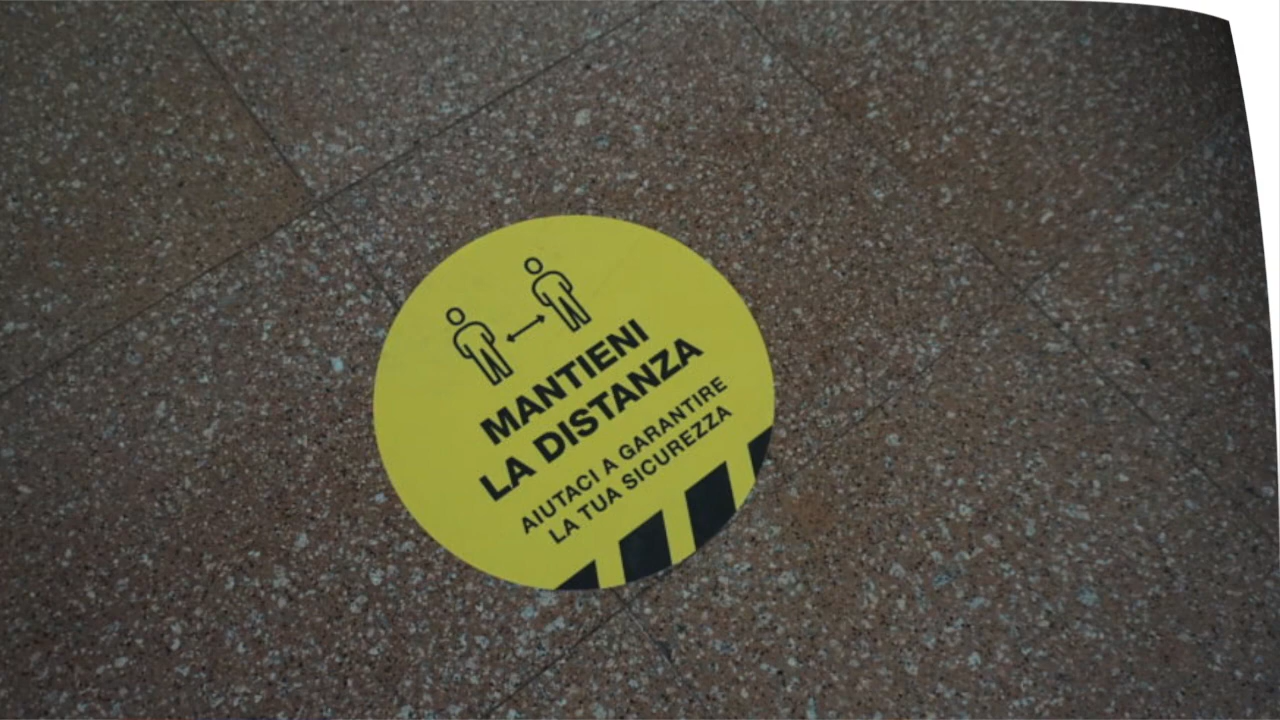 MANTIENI
LA DISTANZA
AIUTACI A GARANTIRE
LA TUA SICUREZZA